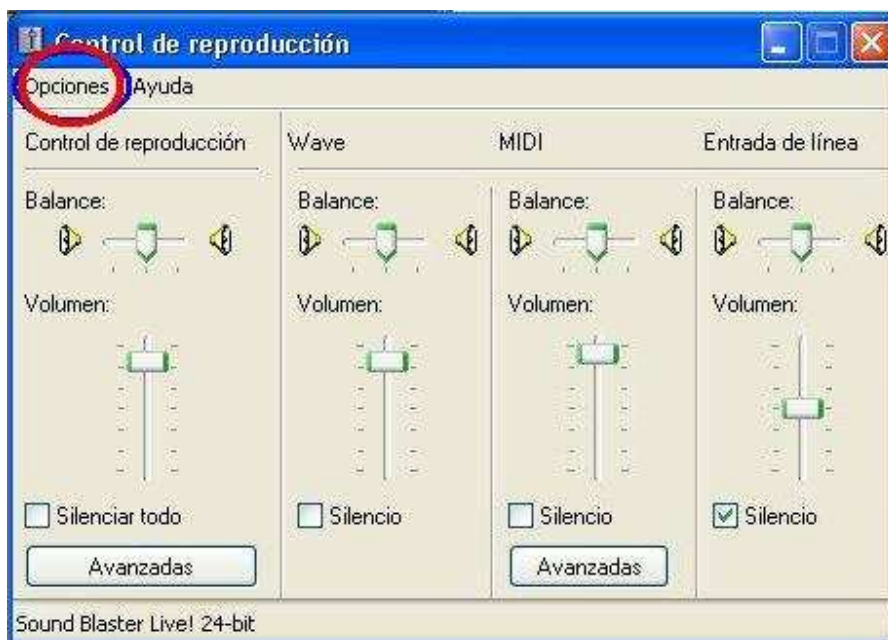 Control de reproducción
Opciones Ayuda
Control de reproducción Wave MIDI Entrada de línea
Balance: Balance: Balance: Balance:
Volumen: Volumen: Volumen: Volumen:
Silenciar todo Silencio Silencio Silencio
Avanzadas Avanzadas
Sound Blaster Live! 24-bit